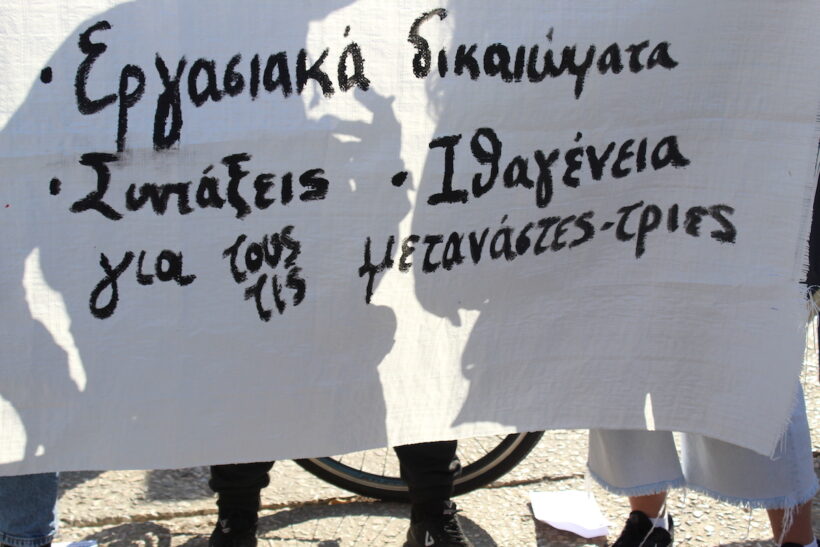 • Εργασιακά δικαιώματα
• Συντάξεις • Ιθαγένεια
για τους μετανάστες-τριες
τις